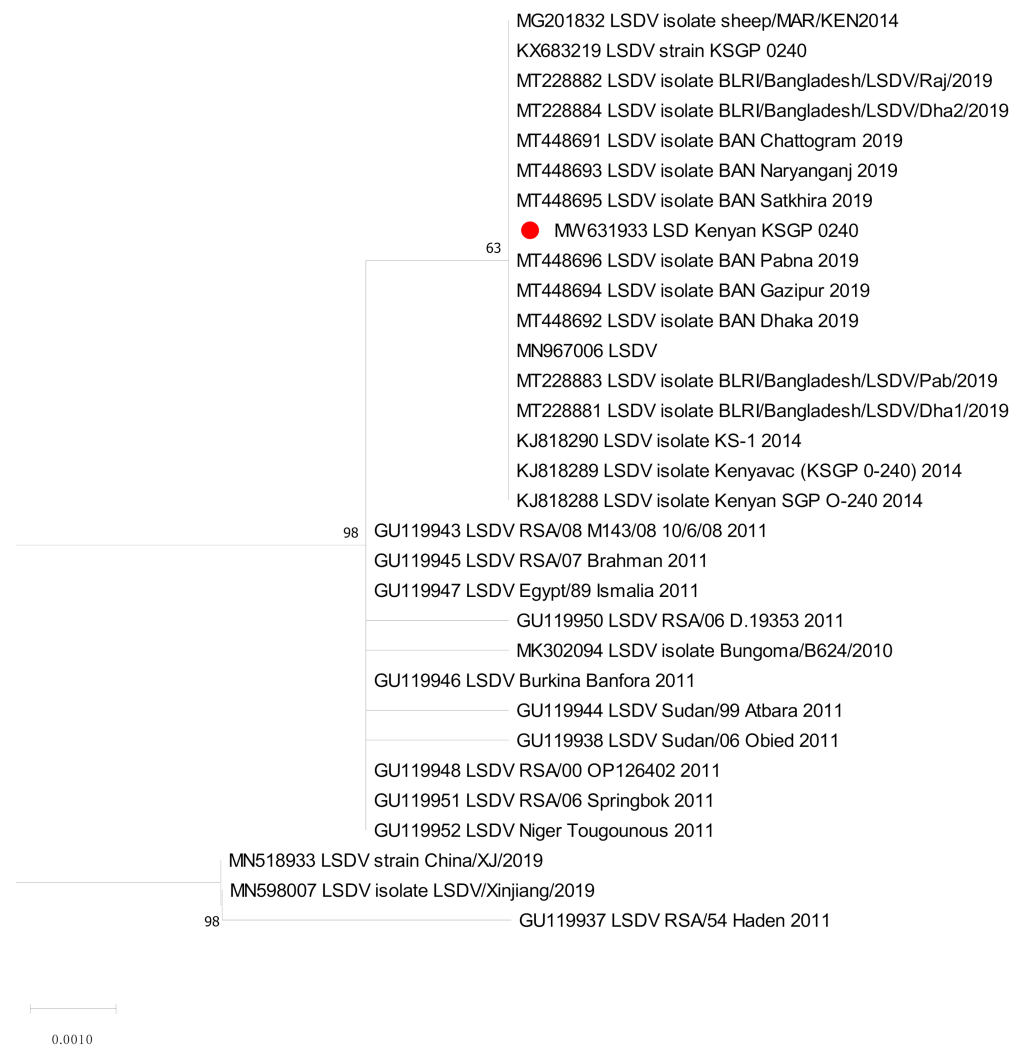 MG201832 LSDV isolate sheep/MAR/KEN2014
KX683219 LSDV strain KSGP 0240
MT228882 LSDV isolate BLRI/Bangladesh/LSDV/Raj/2019
MT228884 LSDV isolate BLRI/Bangladesh/LSDV/Dha2/2019
MT448691 LSDV isolate BAN Chattogram 2019
MT448693 LSDV isolate BAN Naryanganj 2019
MT448695 LSDV isolate BAN Satkhira 2019
MW631933 LSD Kenyan KSGP 0240
63
MT448696 LSDV isolate BAN Pabna 2019
MT448694 LSDV isolate BAN Gazipur 2019
MT448692 LSDV isolate BAN Dhaka 2019
MN967006 LSDV
MT228883 LSDV isolate BLRI/Bangladesh/LSDV/Pab/2019
MT228881 LSDV isolate BLRI/Bangladesh/LSDV/Dha1/2019
KJ818290 LSDV isolate KS-1 2014
KJ818289 LSDV isolate Kenyavac (KSGP 0-240) 2014
KJ818288 LSDV isolate Kenyan SGP O-240 2014
98 GU119943 LSDV RSA/08 M143/08 10/6/08 2011
GU119945 LSDV RSA/07 Brahman 2011
GU119947 LSDV Egypt/89 Ismalia 2011
GU119950 LSDV RSA/06 D.19353 2011
MK302094 LSDV isolate Bungoma/B624/2010
GU119946 LSDV Burkina Banfora 2011
GU119944 LSDV Sudan/99 Atbara 2011
GU119938 LSDV Sudan/06 Obied 2011
GU119948 LSDV RSA/00 OP126402 2011
GU119951 LSDV RSA/06 Springbok 2011
GU119952 LSDV Niger Tougounous 2011
MN518933 LSDV strain China/XJ/2019
MN598007 LSDV isolate LSDV/Xinjiang/2019
98 GU119937 LSDV RSA/54 Haden 2011
0.0010